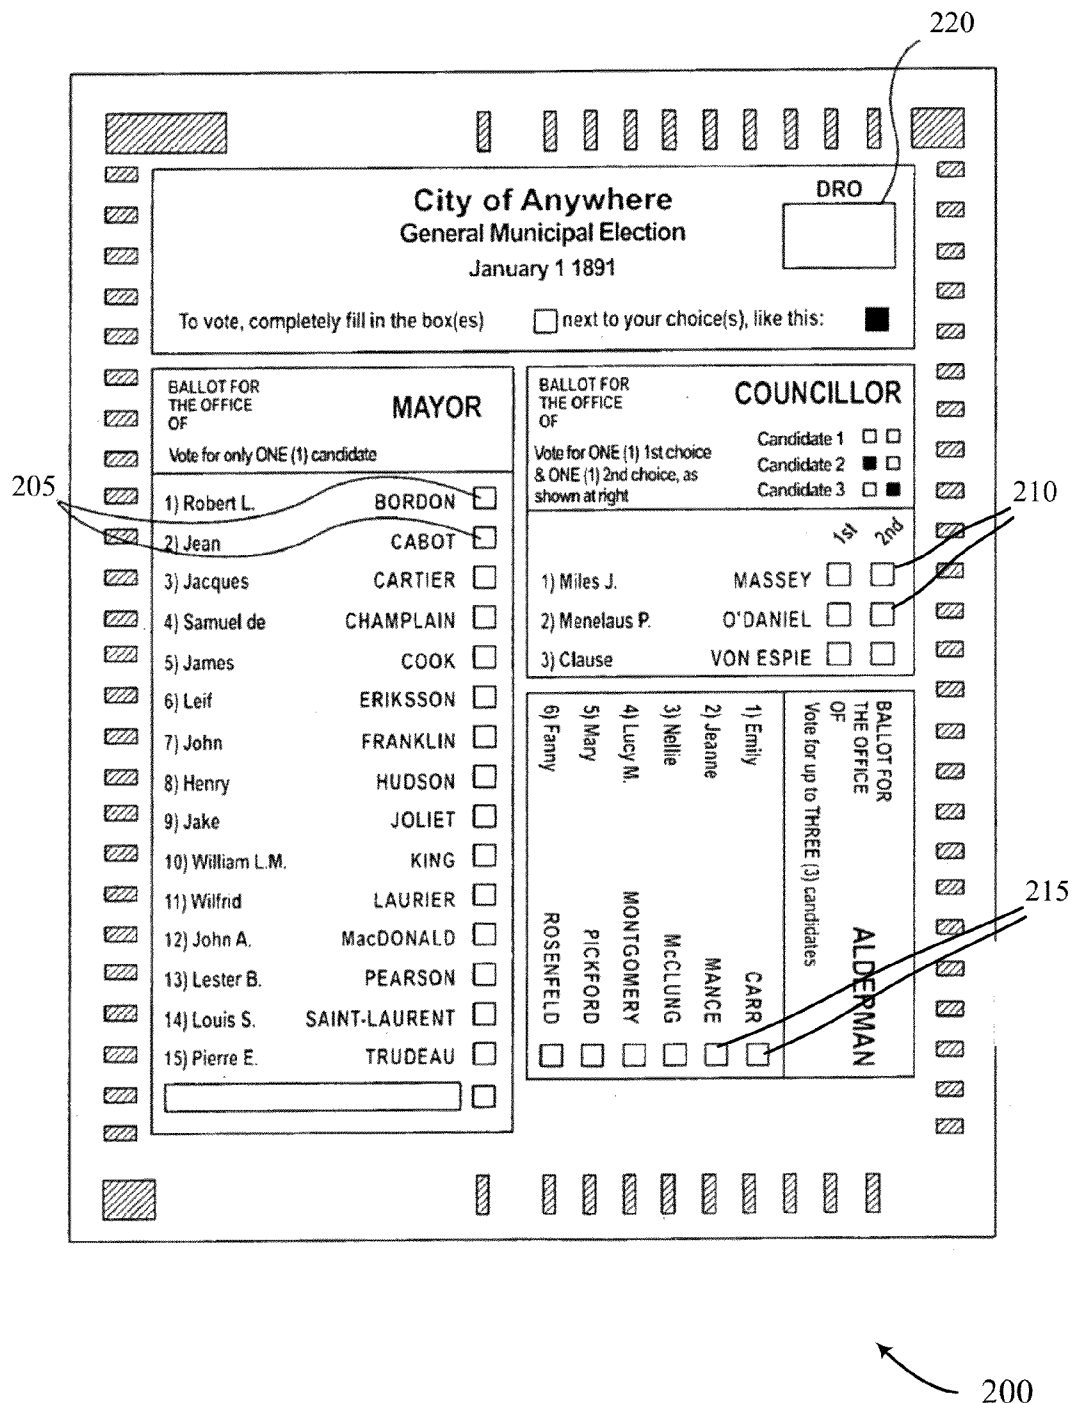 220
DRO
City of Anywhere
General Municipal Election
January 1 1891
To vote, completely fill in the box(es) next to your choice(s), like this:
BALLOT FOR
THE OFFICE
OF
MAYOR
Vote for only ONE (1) candidate
205
1) Robert L. BORDON
2) Jean CABOT
3) Jacques CARTIER
4) Samuel de CHAMPLAIN
5) James COOK
6) Leif ERIKSSON
7) John FRANKLIN
8) Henry HUDSON
9) Jake JOLIET
10) William L.M. KING
11) Wilfrid LAURIER
12) John A. MacDONALD
13) Lester B. PEARSON
14) Louis S. SAINT-LAURENT
15) Pierre E. TRUDEAU
BALLOT FOR
THE OFFICE
OF
COUNCILLOR
Vote for ONE (1) 1st choice
& ONE (1) 2nd choice, as
shown at right
Candidate 1
Candidate 2
Candidate 3
210
1st 2nd
1) Miles J. MASSEY
2) Menelaus P. O'DANIEL
3) Clause VON ESPIE
BALLOT FOR
THE OFFICE
OF
ALDERMAN
Vote for up to THREE (3) candidates
1) Emily CARR
2) Jeanne MANCE
3) Nellie McCLUNG
4) Lucy M. MONTGOMERY
5) Mary PICKFORD
6) Fanny ROSENFELD
215
200